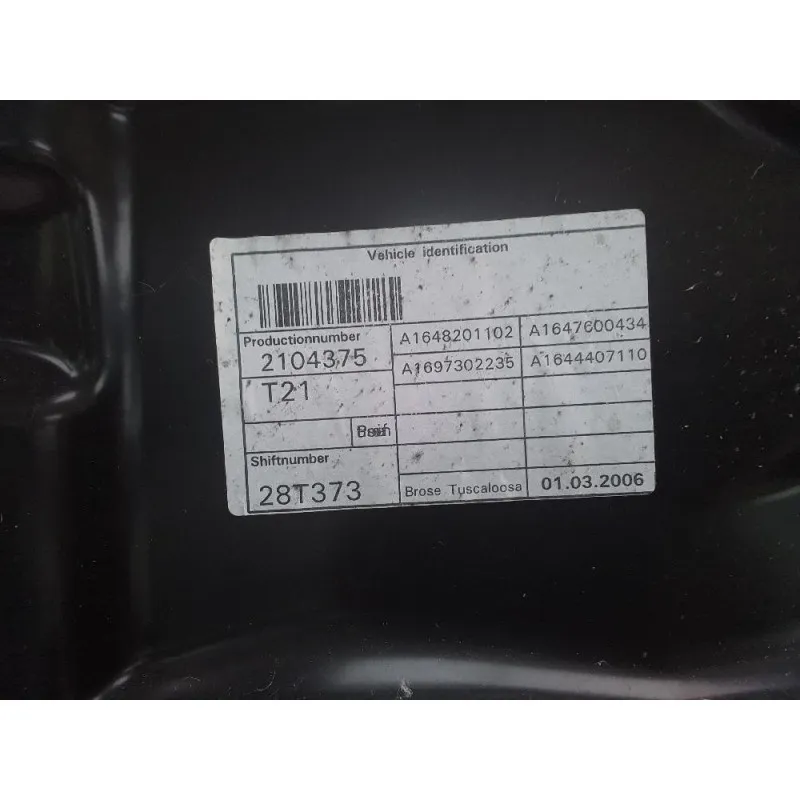 Vehicle identification
Productionnumber
2104375
A1648201102 A1647600434
A1697302235 A1644407110
T21
Shiftnumber
28T373
Brose Tuscaloosa 01.03.2006